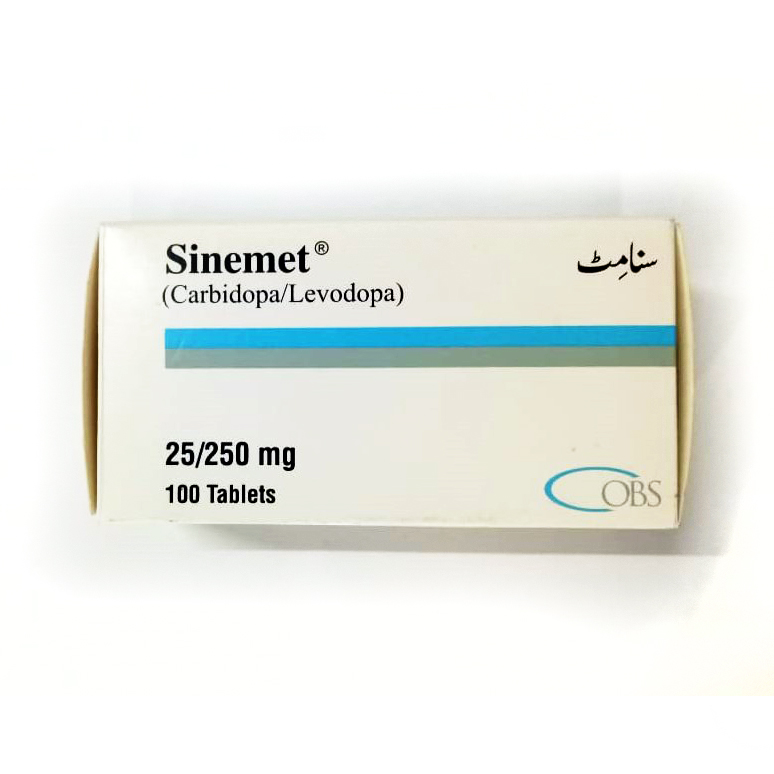 Sinemet®
سنامِٹ
(Carbidopa/Levodopa)
25/250 mg
100 Tablets
OBS